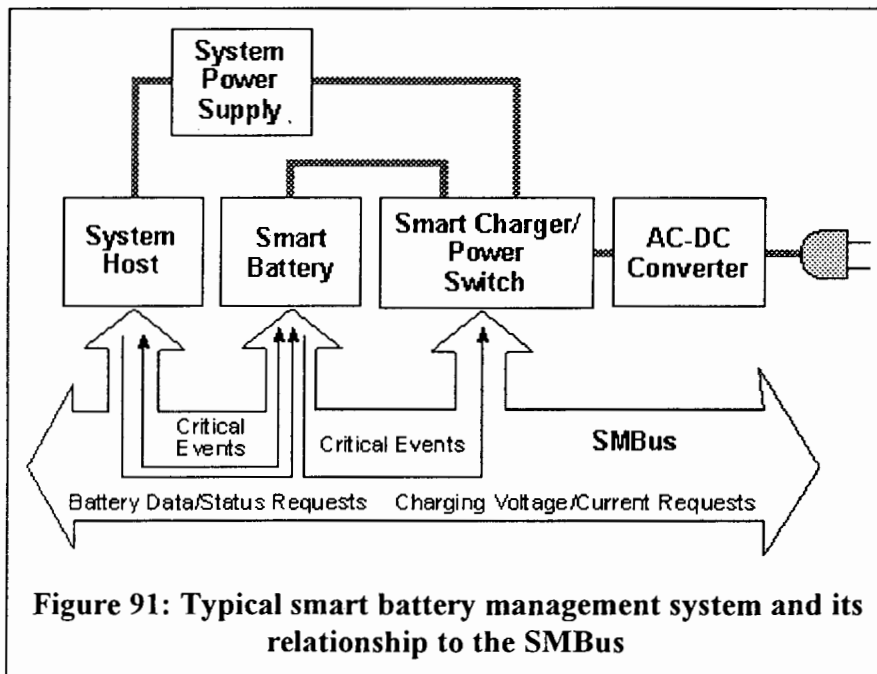 System
Power
Supply
System
Host
Smart
Battery
Smart Charger/
Power
Switch
AC-DC
Converter
Critical
Events
Critical Events
SMBus
Battery Data/Status Requests
Charging Voltage/Current Requests
Figure 91: Typical smart battery management system and its
relationship to the SMBus